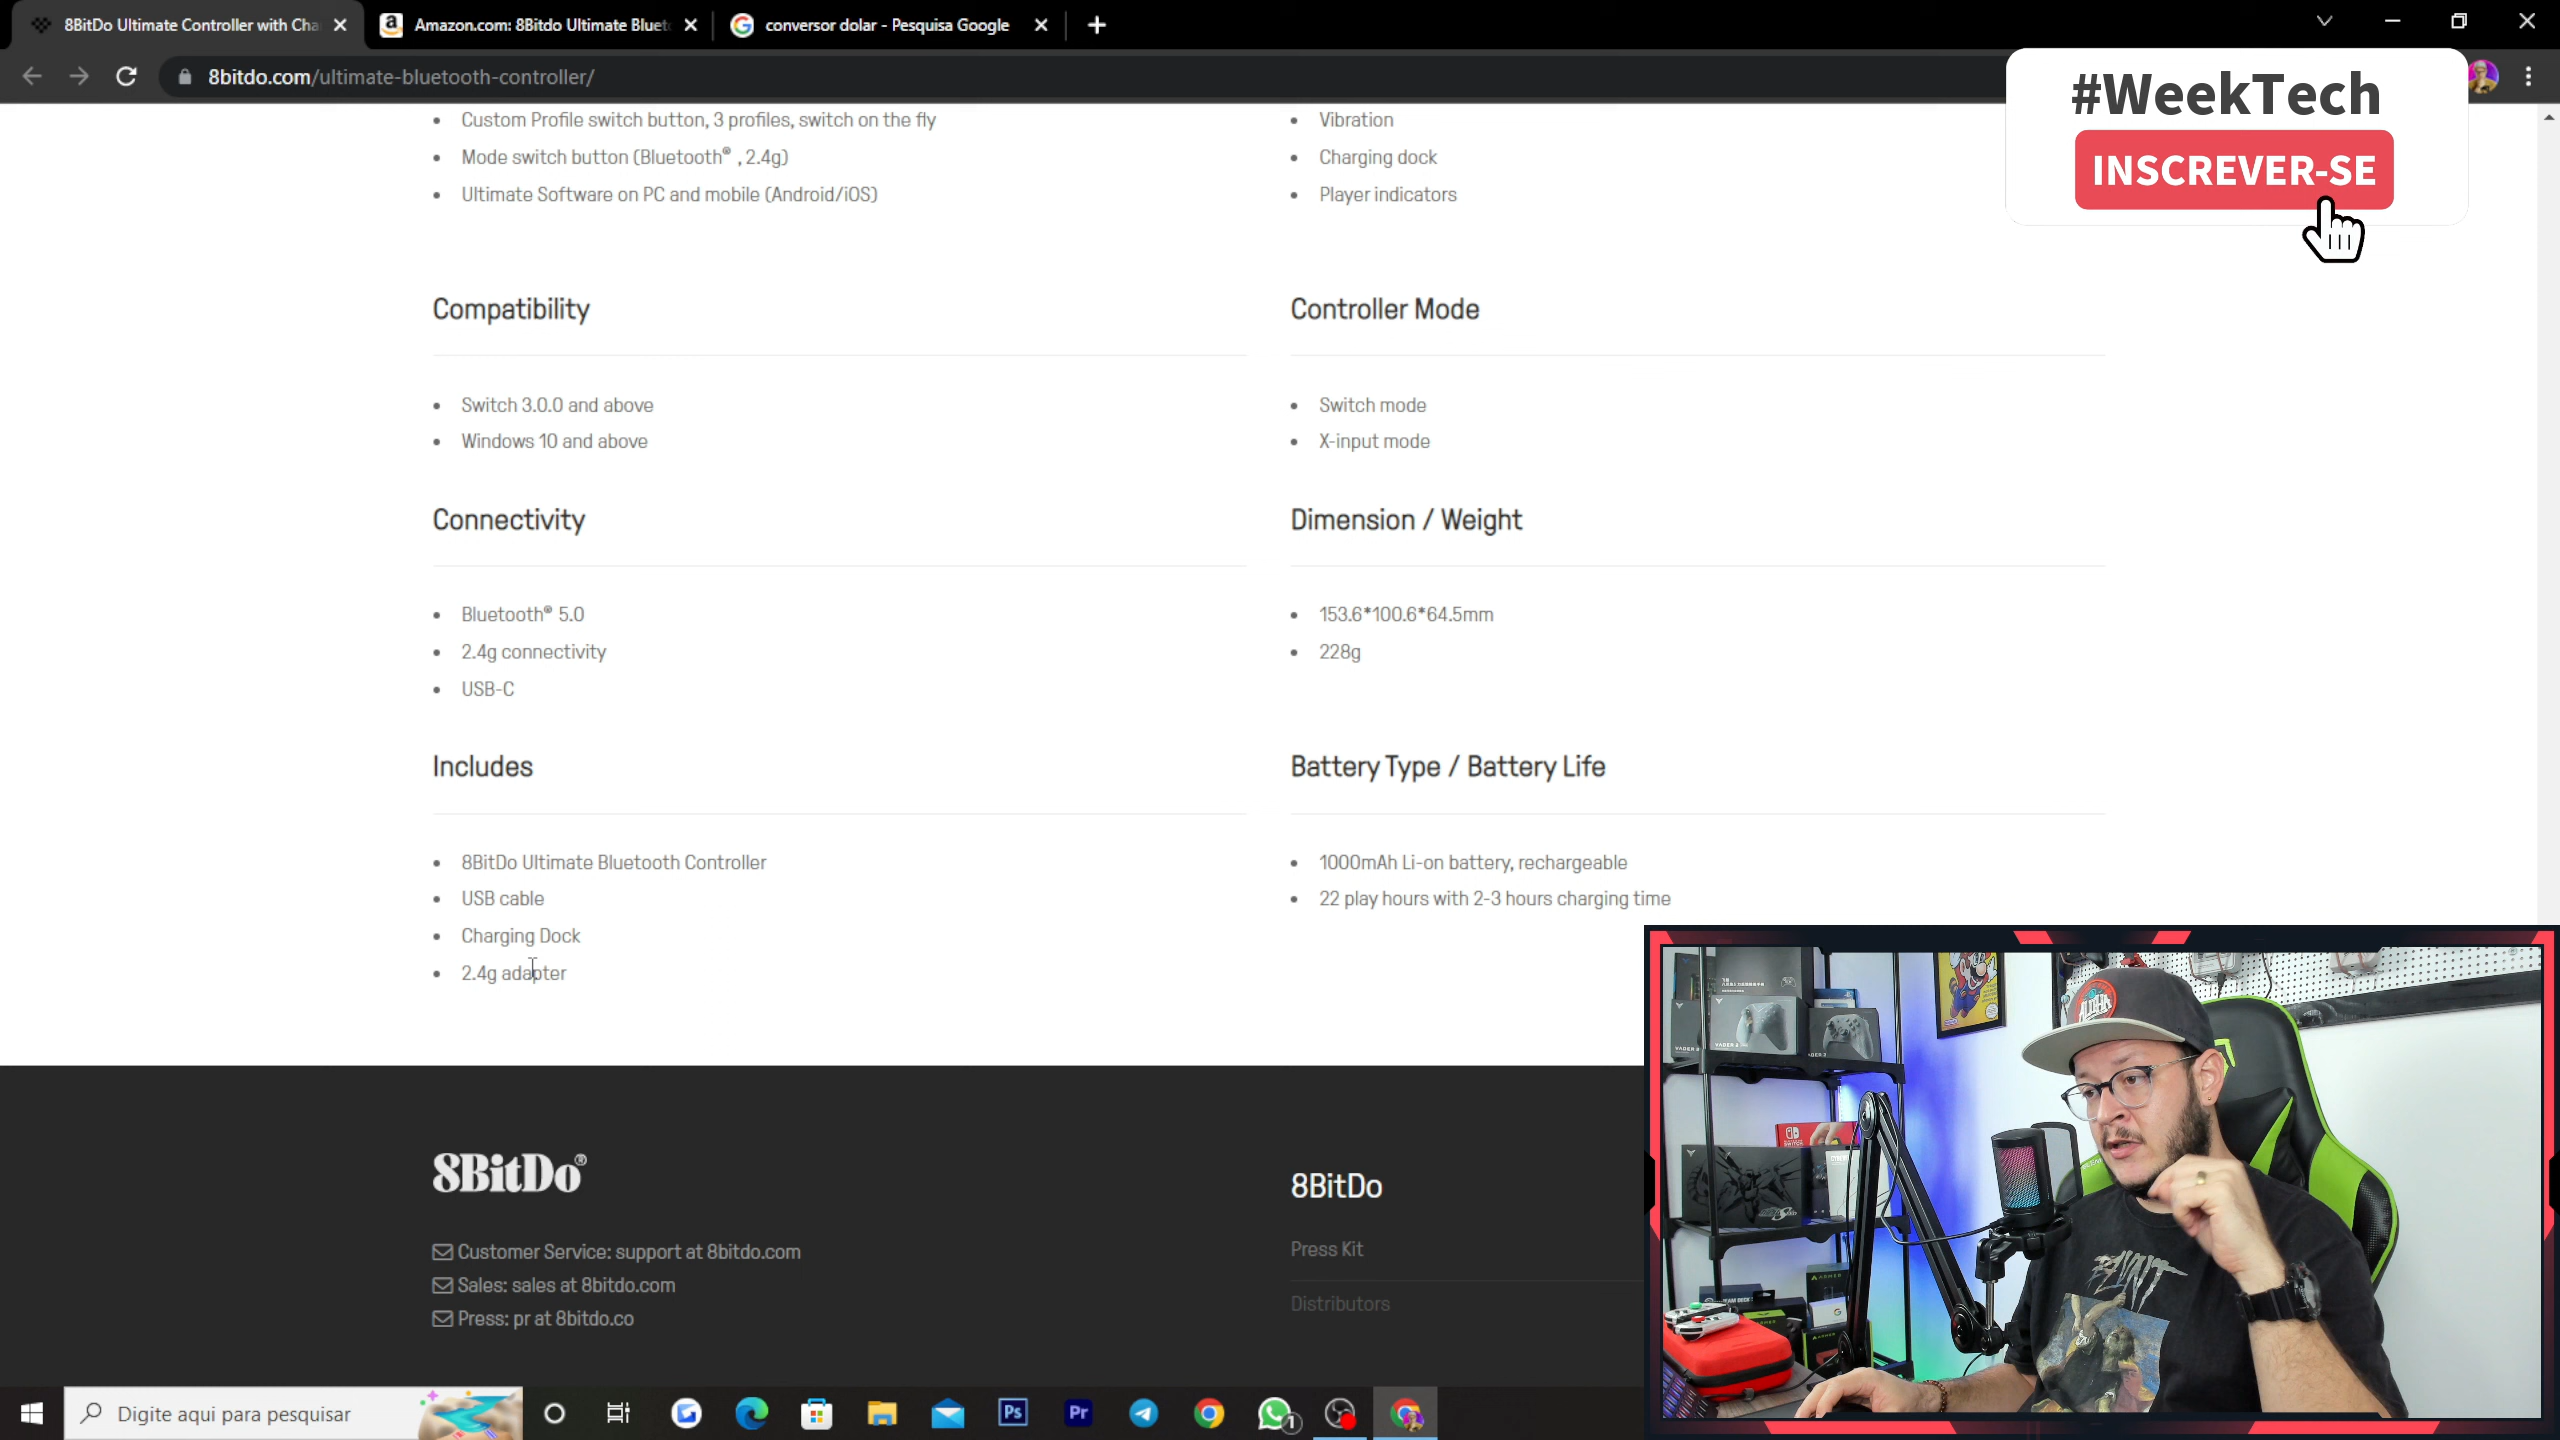 8BitDo Ultimate Controller with Cha
Amazon.com: 8Bitdo Ultimate Bluet
conversor dolar - Pesquisa Google
8bitdo.com/ultimate-bluetooth-controller/
#WeekTech
INSCREVER-SE
Custom Profile switch button, 3 profiles, switch on the fly
Mode switch button (Bluetooth® , 2.4g)
Ultimate Software on PC and mobile (Android/iOS)
Vibration
Charging dock
Player indicators
Compatibility
Switch 3.0.0 and above
Windows 10 and above
Controller Mode
Switch mode
X-input mode
Connectivity
Bluetooth® 5.0
2.4g connectivity
USB-C
Dimension / Weight
153.6*100.6*64.5mm
228g
Includes
8BitDo Ultimate Bluetooth Controller
USB cable
Charging Dock
2.4g adapter
Battery Type / Battery Life
1000mAh Li-on battery, rechargeable
22 play hours with 2-3 hours charging time
8BitDo®
Customer Service: support at 8bitdo.com
Sales: sales at 8bitdo.com
Press: pr at 8bitdo.co
8BitDo
Press Kit
Distributors
Digite aqui para pesquisar
Ps
Pr
1